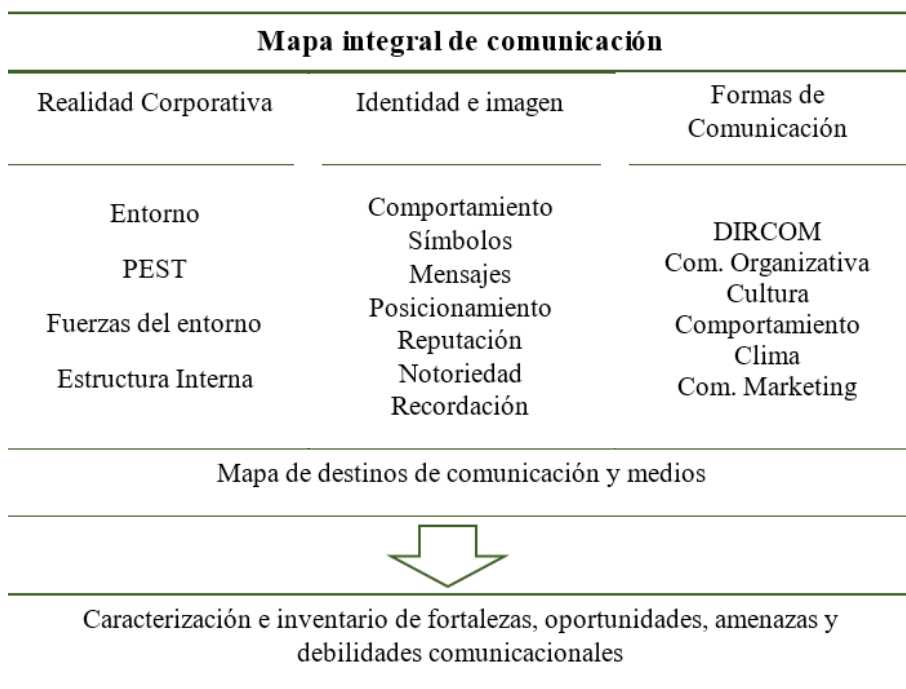 Mapa integral de comunicación
Realidad Corporativa
Identidad e imagen
Formas de
Comunicación
Entorno
PEST
Fuerzas del entorno
Estructura Interna
Comportamiento
Símbolos
Mensajes
Posicionamiento
Reputación
Notoriedad
Recordación
DIRCOM
Com. Organizativa
Cultura
Comportamiento
Clima
Com. Marketing
Mapa de destinos de comunicación y medios
Caracterización e inventario de fortalezas, oportunidades, amenazas y
debilidades comunicacionales